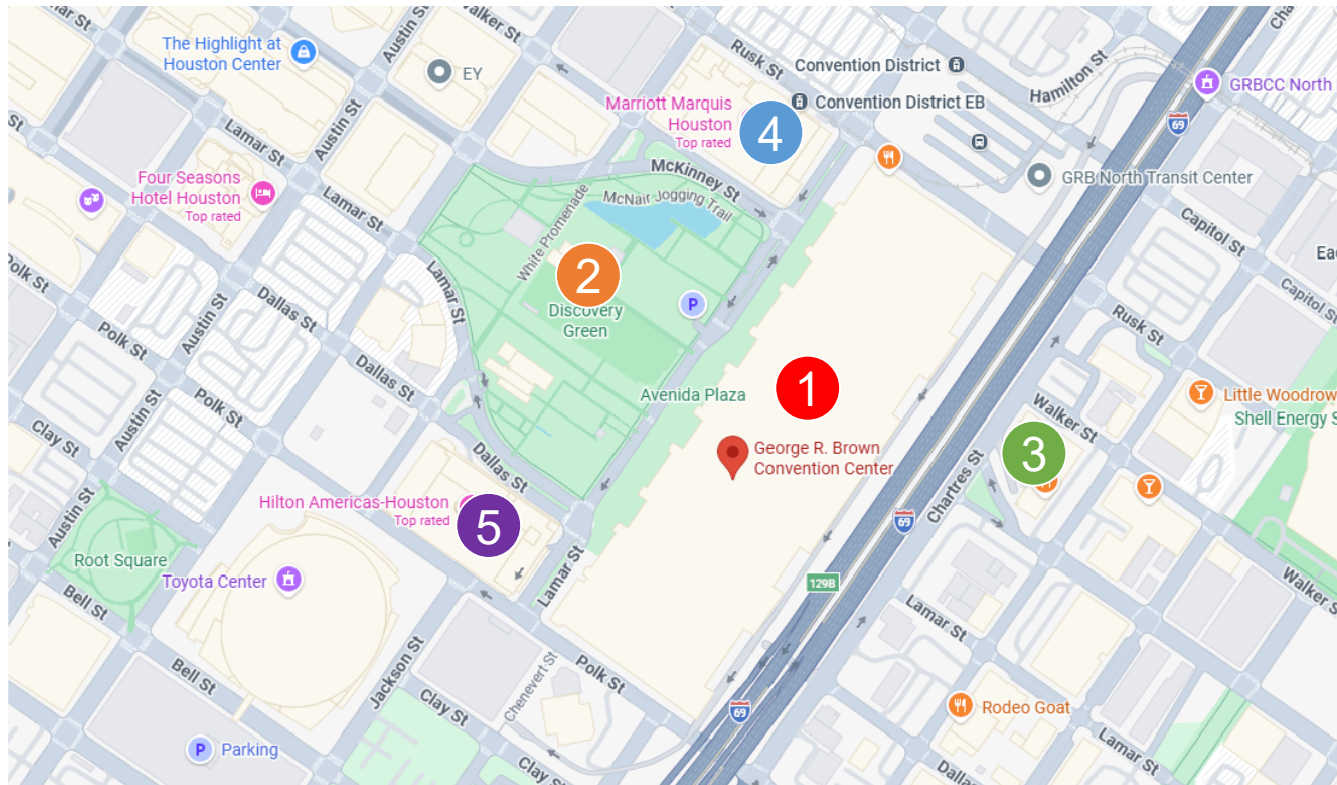 Walker St
Austin St
The Highlight at
Houston Center
EY
Rusk St
Convention District
Hamilton St
GRBCC North
69
Marriott Marquis
Houston
Top rated
4
Convention District EB
Lamar St
Austin St
McKinney St
GRB North Transit Center
Four Seasons
Hotel Houston
Top rated
McNair Jogging Trail
White Promenade
Lamar St
Capitol St
Polk St
Lamar St
2
Discovery
Green
P
Dallas St
Austin St
Polk St
Capitol St
Rusk St
Dallas St
Avenida Plaza
1
Little Woodrow
Shell Energy S
Walker St
Polk St
Clay St
Austin St
George R. Brown
Convention Center
3
Dallas St
Chartres St
Hilton Americas-Houston
Top rated
5
69
Austin St
Root Square
Toyota Center
Lamar St
129B
Walker St
Bell St
Lamar St
Bell St
Jackson St
Chenevert St
Polk St
Clay St
69
Rodeo Goat
P
Parking
Clay St
Lamar St
Dallas